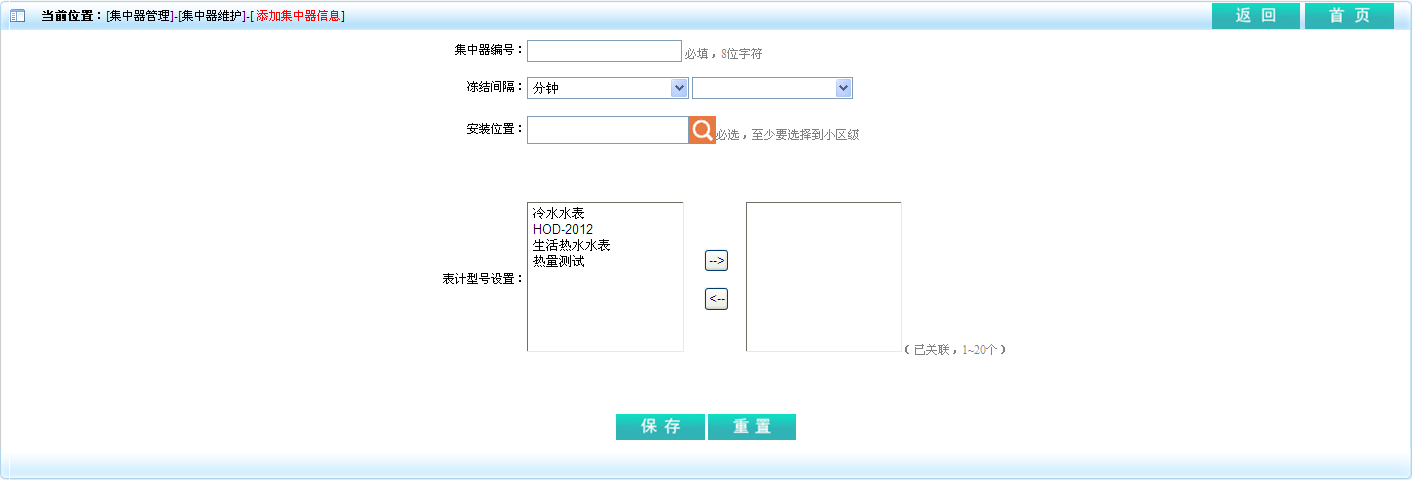 当前位置：[集中器管理]-[集中器维护]-[ 添加集中器信息] 返 回 首 页
集中器编号： 必填，8位字符
冻结间隔： 分钟
安装位置： 必选，至少要选择到小区级
冷水水表
HOD-2012
生活热水水表
热量测试
-->
表计型号设置：
<--
（已关联，1~20个）
保 存 重 置